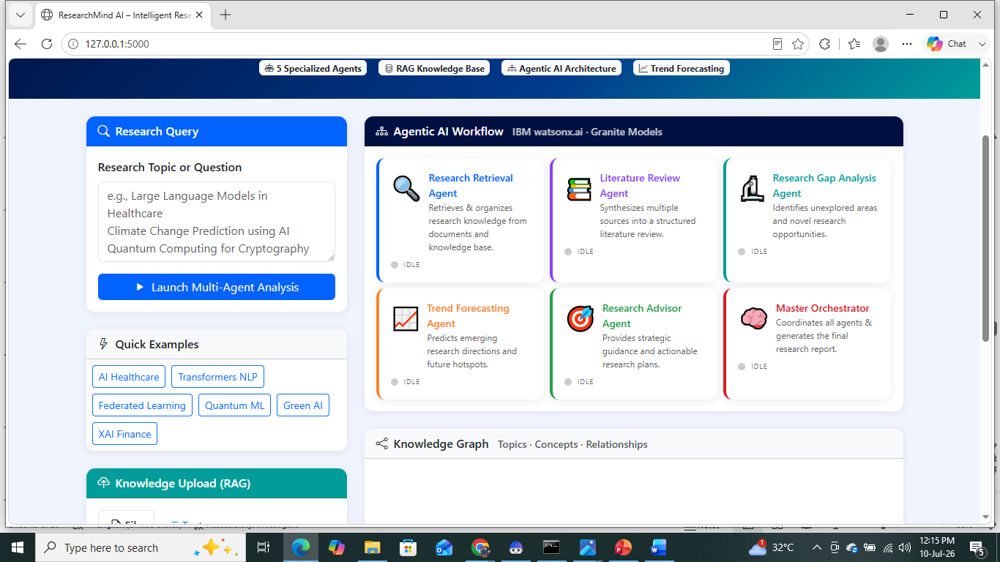 ResearchMind AI – Intelligent Rese
127.0.0.1:5000
Chat
5 Specialized Agents
RAG Knowledge Base
Agentic AI Architecture
Trend Forecasting
Research Query
Research Topic or Question
e.g., Large Language Models in
Healthcare
Climate Change Prediction using AI
Quantum Computing for Cryptography
Launch Multi-Agent Analysis
Quick Examples
AI Healthcare
Transformers NLP
Federated Learning
Quantum ML
Green AI
XAI Finance
Knowledge Upload (RAG)
Agentic AI Workflow IBM watsonx.ai · Granite Models
Research Retrieval
Agent
Retrieves & organizes
research knowledge from
documents and
knowledge base.
IDLE
Literature Review
Agent
Synthesizes multiple
sources into a structured
literature review.
IDLE
Research Gap Analysis
Agent
Identifies unexplored areas
and novel research
opportunities.
IDLE
Trend Forecasting
Agent
Predicts emerging
research directions and
future hotspots.
IDLE
Research Advisor
Agent
Provides strategic
guidance and actionable
research plans.
IDLE
Master Orchestrator
Coordinates all agents &
generates the final
research report.
IDLE
Knowledge Graph Topics · Concepts · Relationships
Type here to search
1
32°C
12:15 PM
10-Jul-26
5